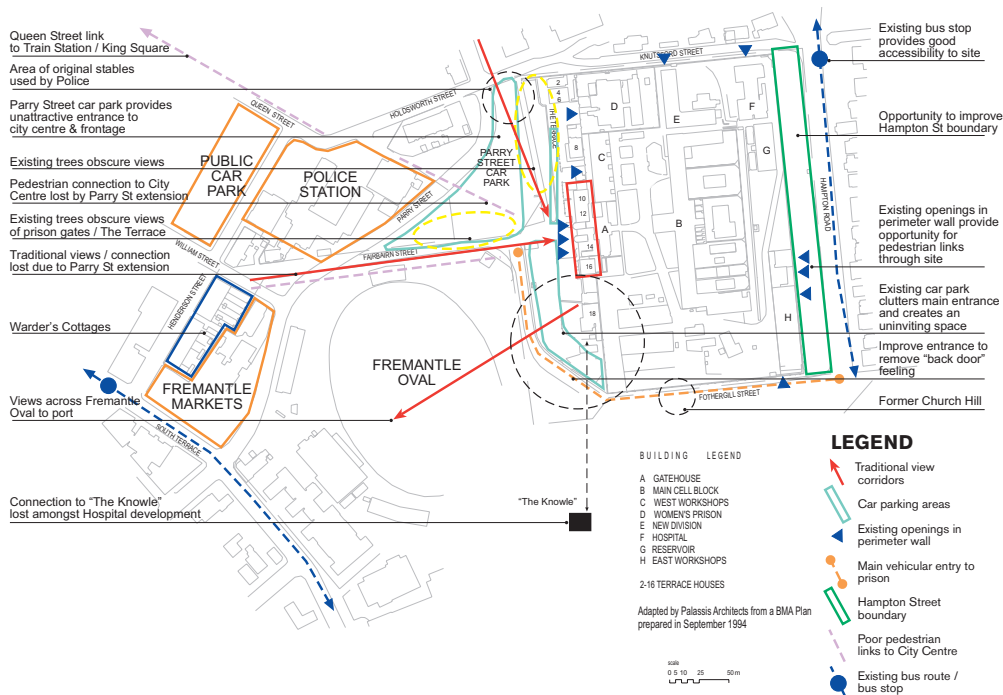 Queen Street link
to Train Station / King Square
Area of original stables
used by Police
Parry Street car park provides
unattractive entrance to
city centre & frontage
Existing trees obscure views
Pedestrian connection to City
Centre lost by Parry St extension
Existing trees obscure views
of prison gates / The Terrace
Traditional views / connection
lost due to Parry St extension
Warder's Cottages
Views across Fremantle
Oval to port
Connection to “The Knowle”
lost amongst Hospital development
QUEEN STREET
HOLDSWORTH STREET
KNUTSFORD STREET
PUBLIC
CAR
PARK
POLICE
STATION
PARRY STREET
PARRY
STREET
CAR
PARK
THE TERRACE
WILLIAM STREET
FAIRBAIRN STREET
HENDERSON STREET
FREMANTLE
MARKETS
FREMANTLE
OVAL
SOUTH TERRACE
FOTHERGILL STREET
HAMPTON ROAD
2
4
6
8
10
12
14
16
18
A
B
C
D
E
F
G
H
“The Knowle”
Existing bus stop
provides good
accessibility to site
Opportunity to improve
Hampton St boundary
Existing openings in
perimeter wall provide
opportunity for
pedestrian links
through site
Existing car park
clutters main entrance
and creates an
uninviting space
Improve entrance to
remove “back door”
feeling
Former Church Hill
BUILDING LEGEND
A GATEHOUSE
B MAIN CELL BLOCK
C WEST WORKSHOPS
D WOMEN'S PRISON
E NEW DIVISION
F HOSPITAL
G RESERVOIR
H EAST WORKSHOPS
2-16 TERRACE HOUSES
Adapted by Palassis Architects from a BMA Plan
prepared in September 1994
scale
0 5 10 25 50 m
LEGEND
Traditional view
corridors
Car parking areas
Existing openings in
perimeter wall
Main vehicular entry to
prison
Hampton Street
boundary
Poor pedestrian
links to City Centre
Existing bus route /
bus stop